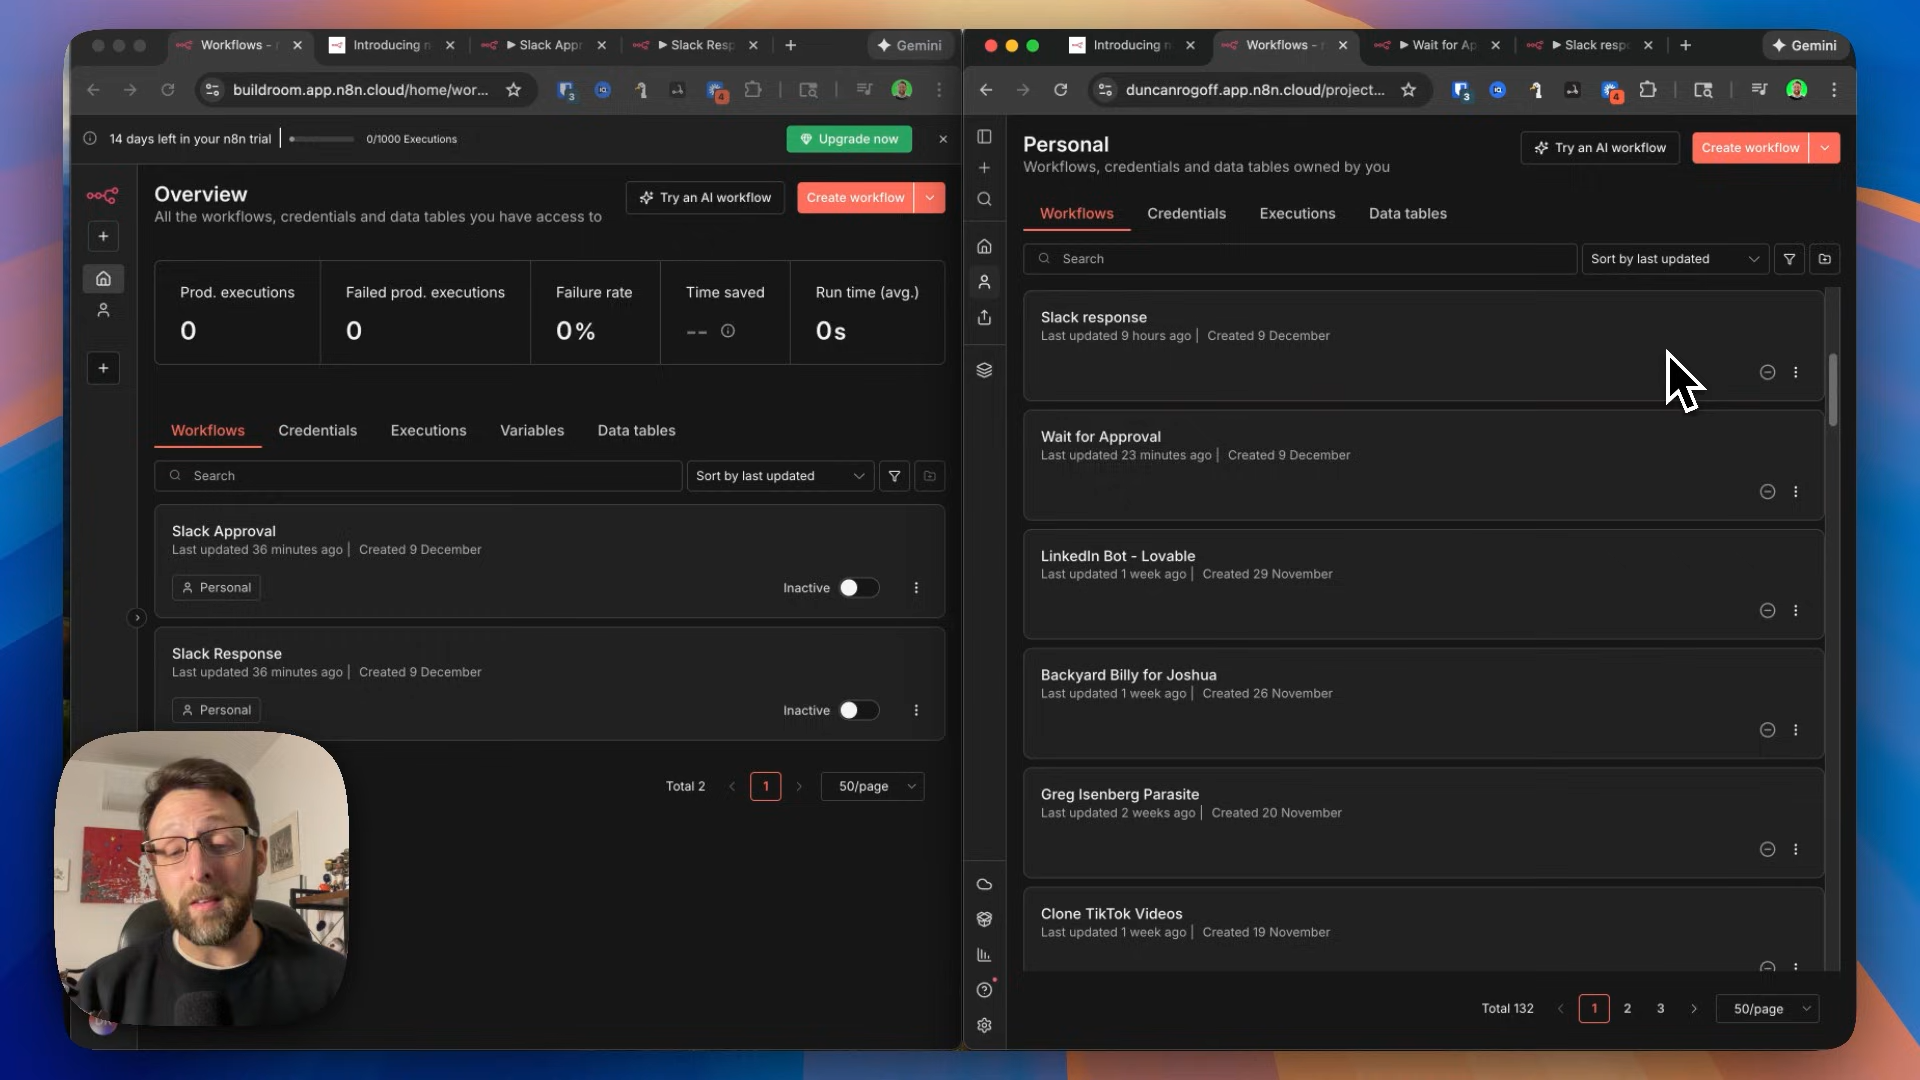 Workflows -
Introducing n
▶ Slack Appr
▶ Slack Resp
Gemini
buildroom.app.n8n.cloud/home/wor...
3
4
14 days left in your n8n trial
0/1000 Executions
Upgrade now
Overview
All the workflows, credentials and data tables you have access to
Try an AI workflow
Create workflow
Prod. executions
Failed prod. executions
Failure rate
Time saved
Run time (avg.)
0
0
0%
--
0s
Workflows
Credentials
Executions
Variables
Data tables
Search
Sort by last updated
Slack Approval
Last updated 36 minutes ago | Created 9 December
Personal
Inactive
Slack Response
Last updated 36 minutes ago | Created 9 December
Personal
Inactive
Total 2
1
50/page
Introducing n
Workflows - n
▶ Wait for Ap
▶ Slack resp
Gemini
duncanrogoff.app.n8n.cloud/project...
3
4
Personal
Workflows, credentials and data tables owned by you
Try an AI workflow
Create workflow
Workflows
Credentials
Executions
Data tables
Search
Sort by last updated
Slack response
Last updated 9 hours ago | Created 9 December
Wait for Approval
Last updated 23 minutes ago | Created 9 December
LinkedIn Bot - Lovable
Last updated 1 week ago | Created 29 November
Backyard Billy for Joshua
Last updated 1 week ago | Created 26 November
Greg Isenberg Parasite
Last updated 2 weeks ago | Created 20 November
Clone TikTok Videos
Last updated 1 week ago | Created 19 November
Total 132
1
2
3
50/page